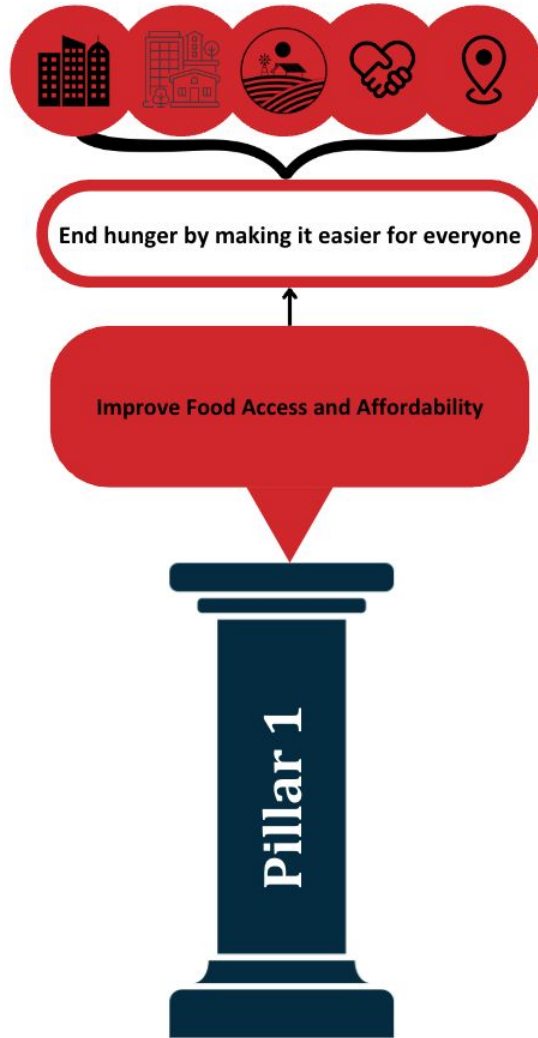 End hunger by making it easier for everyone
Improve Food Access and Affordability
Pillar 1